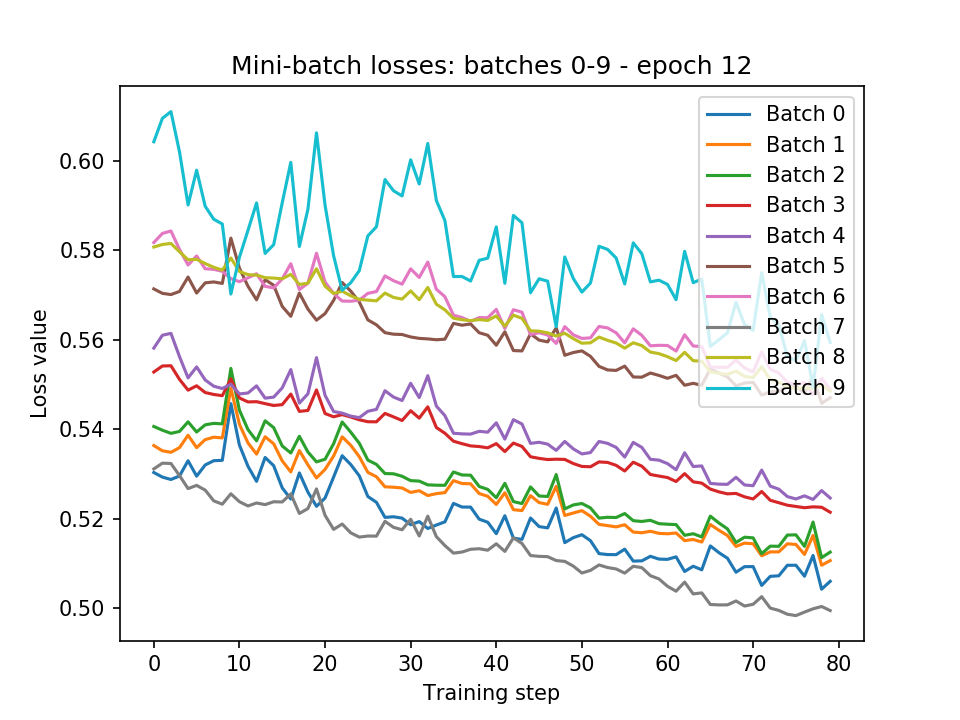 Mini-batch losses: batches 0-9 - epoch 12
Loss value
0.60
0.58
0.56
0.54
0.52
0.50
0 10 20 30 40 50 60 70 80
Training step
Batch 0
Batch 1
Batch 2
Batch 3
Batch 4
Batch 5
Batch 6
Batch 7
Batch 8
Batch 9